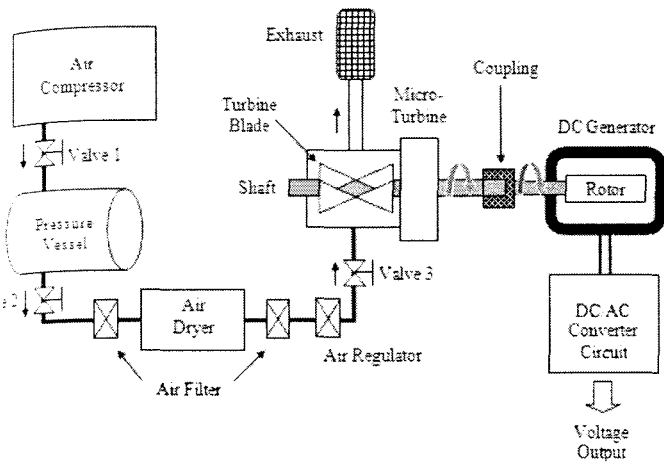 Exhaust
Air
Compressor
Coupling
Micro-
Turbine
Turbine
Blade
DC Generator
Valve 1
Shaft
Rotor
Pressure
Vessel
Valve 3
e 2
Air
Dryer
DC AC
Converter
Circuit
Air Regulator
Air Filter
Voltage
Output